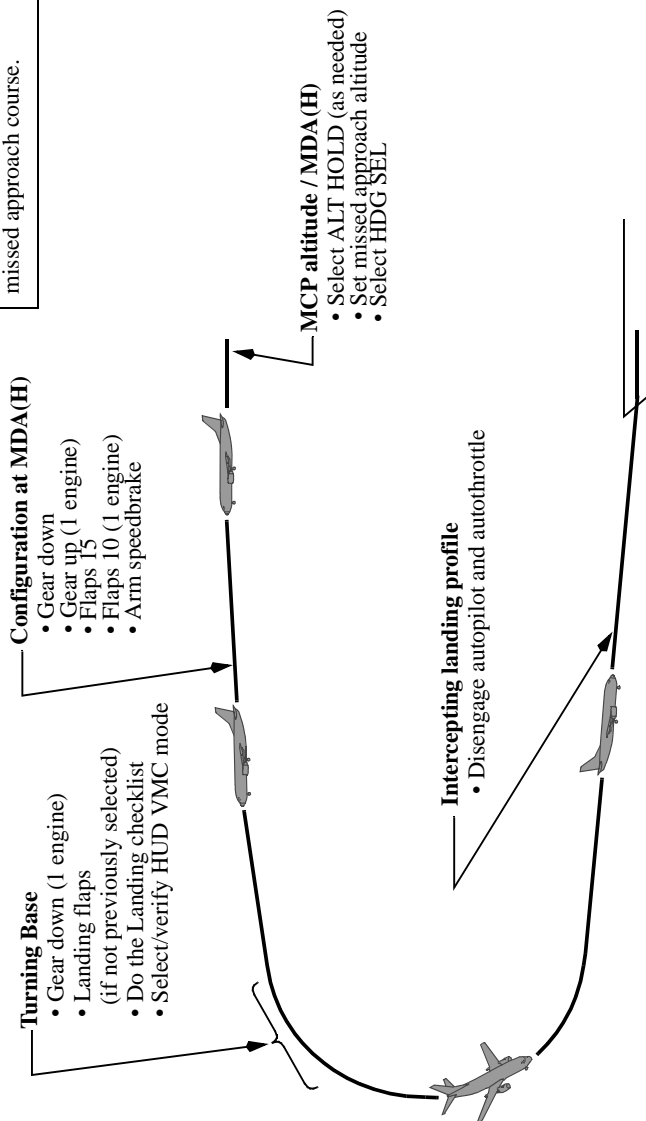 missed approach course.
MCP altitude / MDA(H)
• Select ALT HOLD (as needed)
• Set missed approach altitude
• Select HDG SEL
Configuration at MDA(H)
• Gear down
• Gear up (1 engine)
• Flaps 15
• Flaps 10 (1 engine)
• Arm speedbrake
Turning Base
• Gear down (1 engine)
• Landing flaps
(if not previously selected)
• Do the Landing checklist
• Select/verify HUD VMC mode
Intercepting landing profile
• Disengage autopilot and autothrottle